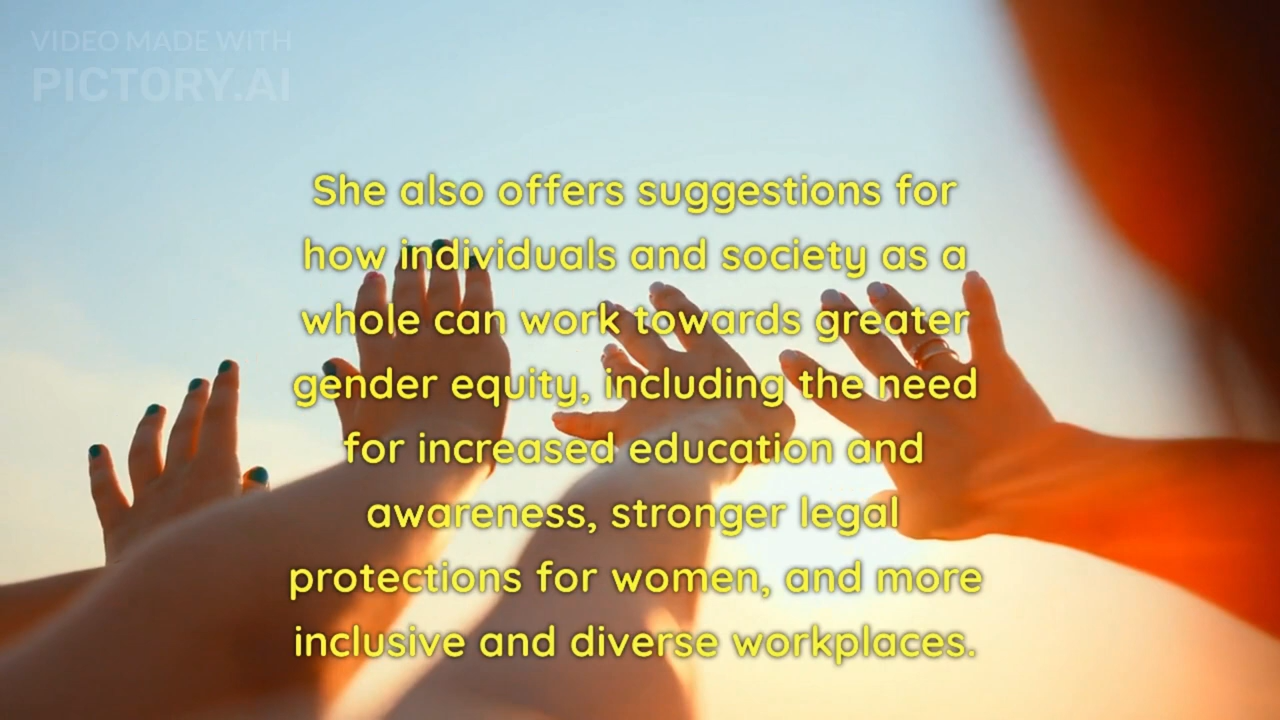 VIDEO MADE WITH
PICTORY.AI
She also offers suggestions for
how individuals and society as a
whole can work towards greater
gender equity, including the need
for increased education and
awareness, stronger legal
protections for women, and more
inclusive and diverse workplaces.